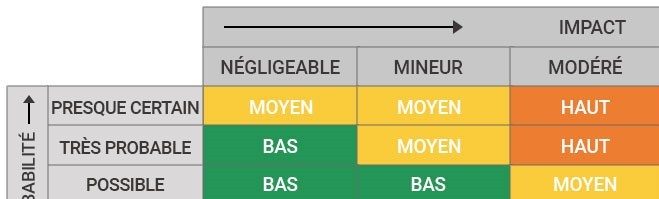 IMPACT
NÉGLIGEABLE MINEUR MODÉRÉ
PRESQUE CERTAIN MOYEN MOYEN HAUT
TRÈS PROBABLE BAS MOYEN HAUT
POSSIBLE BAS BAS MOYEN